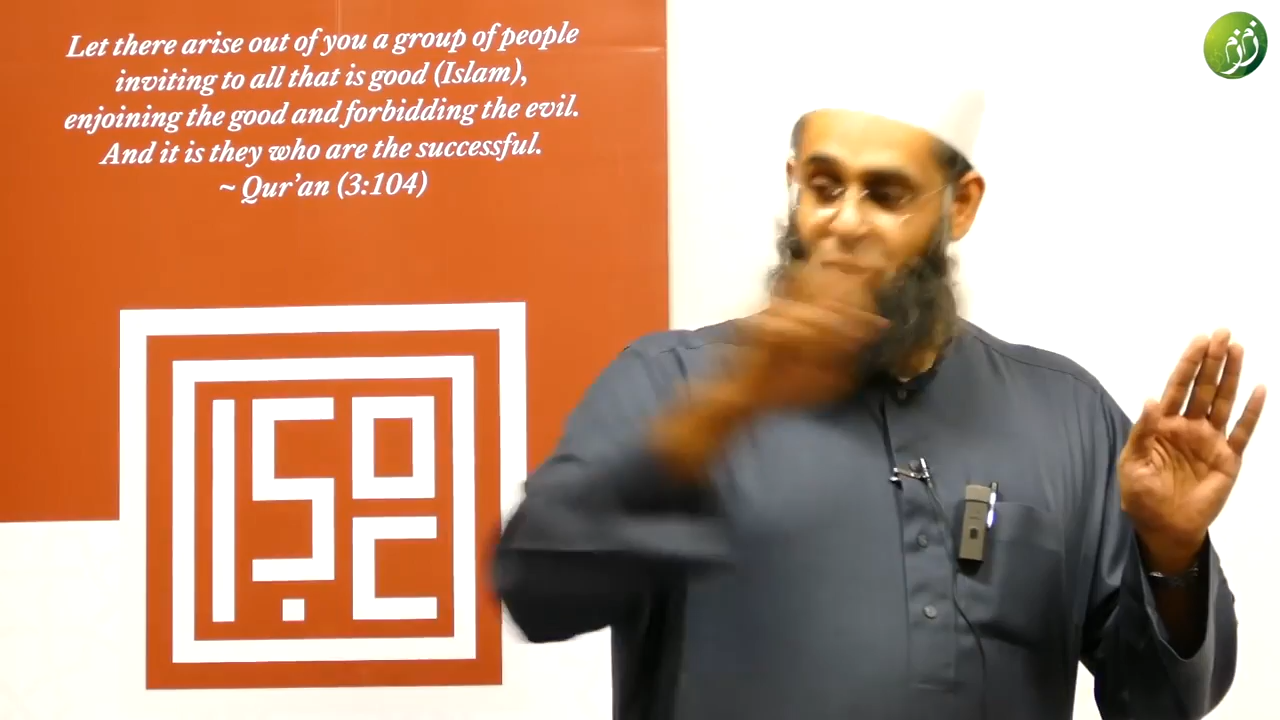 Let there arise out of you a group of people
inviting to all that is good (Islam),
enjoining the good and forbidding the evil.
And it is they who are the successful.
~ Qur’an (3:104)